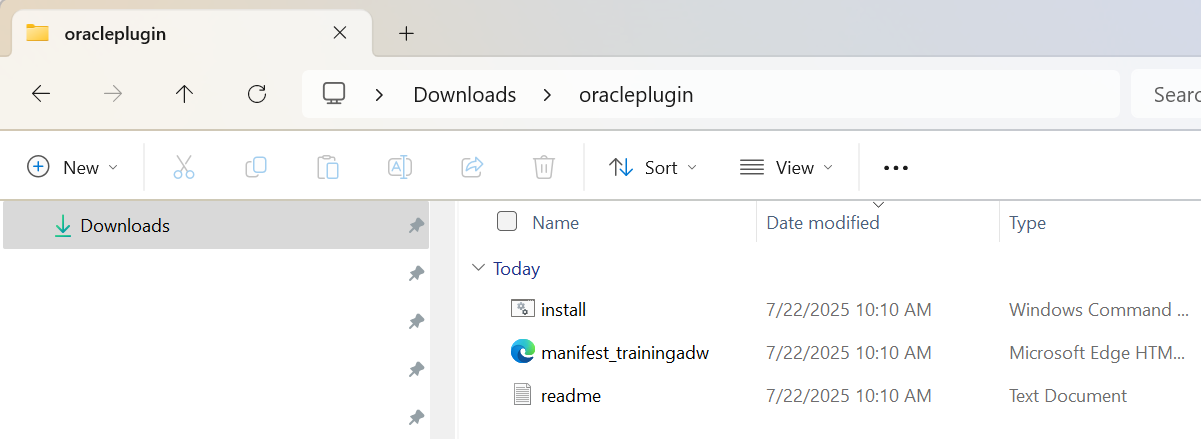 oracleplugin
Downloads oracleplugin Searc
New Sort View
Downloads
Name Date modified Type
Today
install 7/22/2025 10:10 AM Windows Command ...
manifest_trainingadw 7/22/2025 10:10 AM Microsoft Edge HTM...
readme 7/22/2025 10:10 AM Text Document